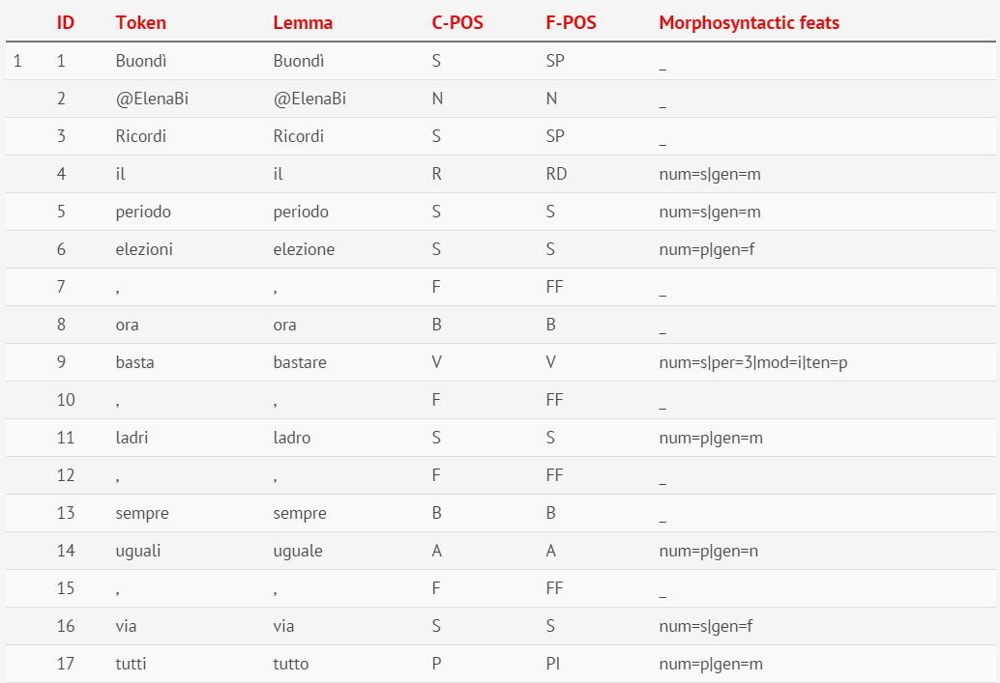 ID Token Lemma C-POS F-POS Morphosyntactic feats
1 1 Buondì Buondì S SP _
2 @ElenaBi @ElenaBi N N _
3 Ricordi Ricordi S SP _
4 il il R RD num=s|gen=m
5 periodo periodo S S num=s|gen=m
6 elezioni elezione S S num=p|gen=f
7 , , F FF _
8 ora ora B B _
9 basta bastare V V num=s|per=3|mod=i|ten=p
10 , , F FF _
11 ladri ladro S S num=p|gen=m
12 , , F FF _
13 sempre sempre B B _
14 uguali uguale A A num=p|gen=n
15 , , F FF _
16 via via S S num=s|gen=f
17 tutti tutto P PI num=p|gen=m